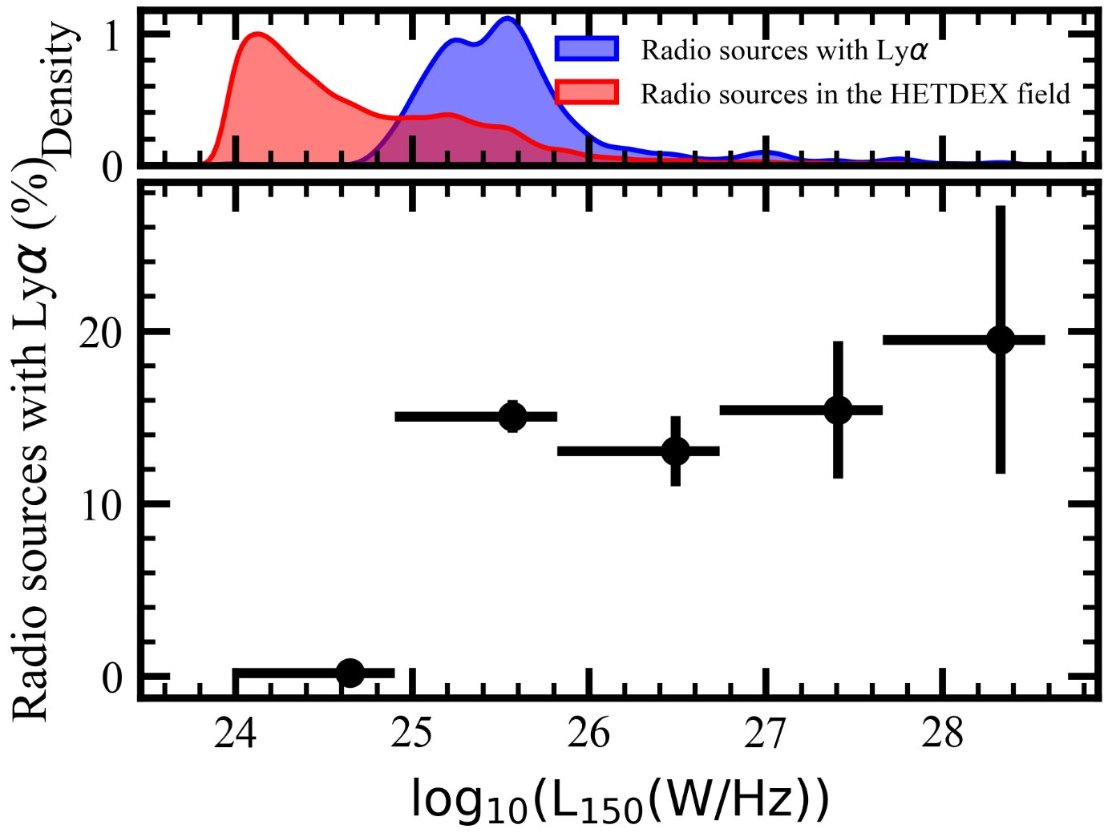 1
0
Density
Radio sources with Lyα
Radio sources in the HETDEX field
20
10
0
Radio sources with Lyα (%)
24 25 26 27 28
log₁₀(L₁₅₀(W/Hz))